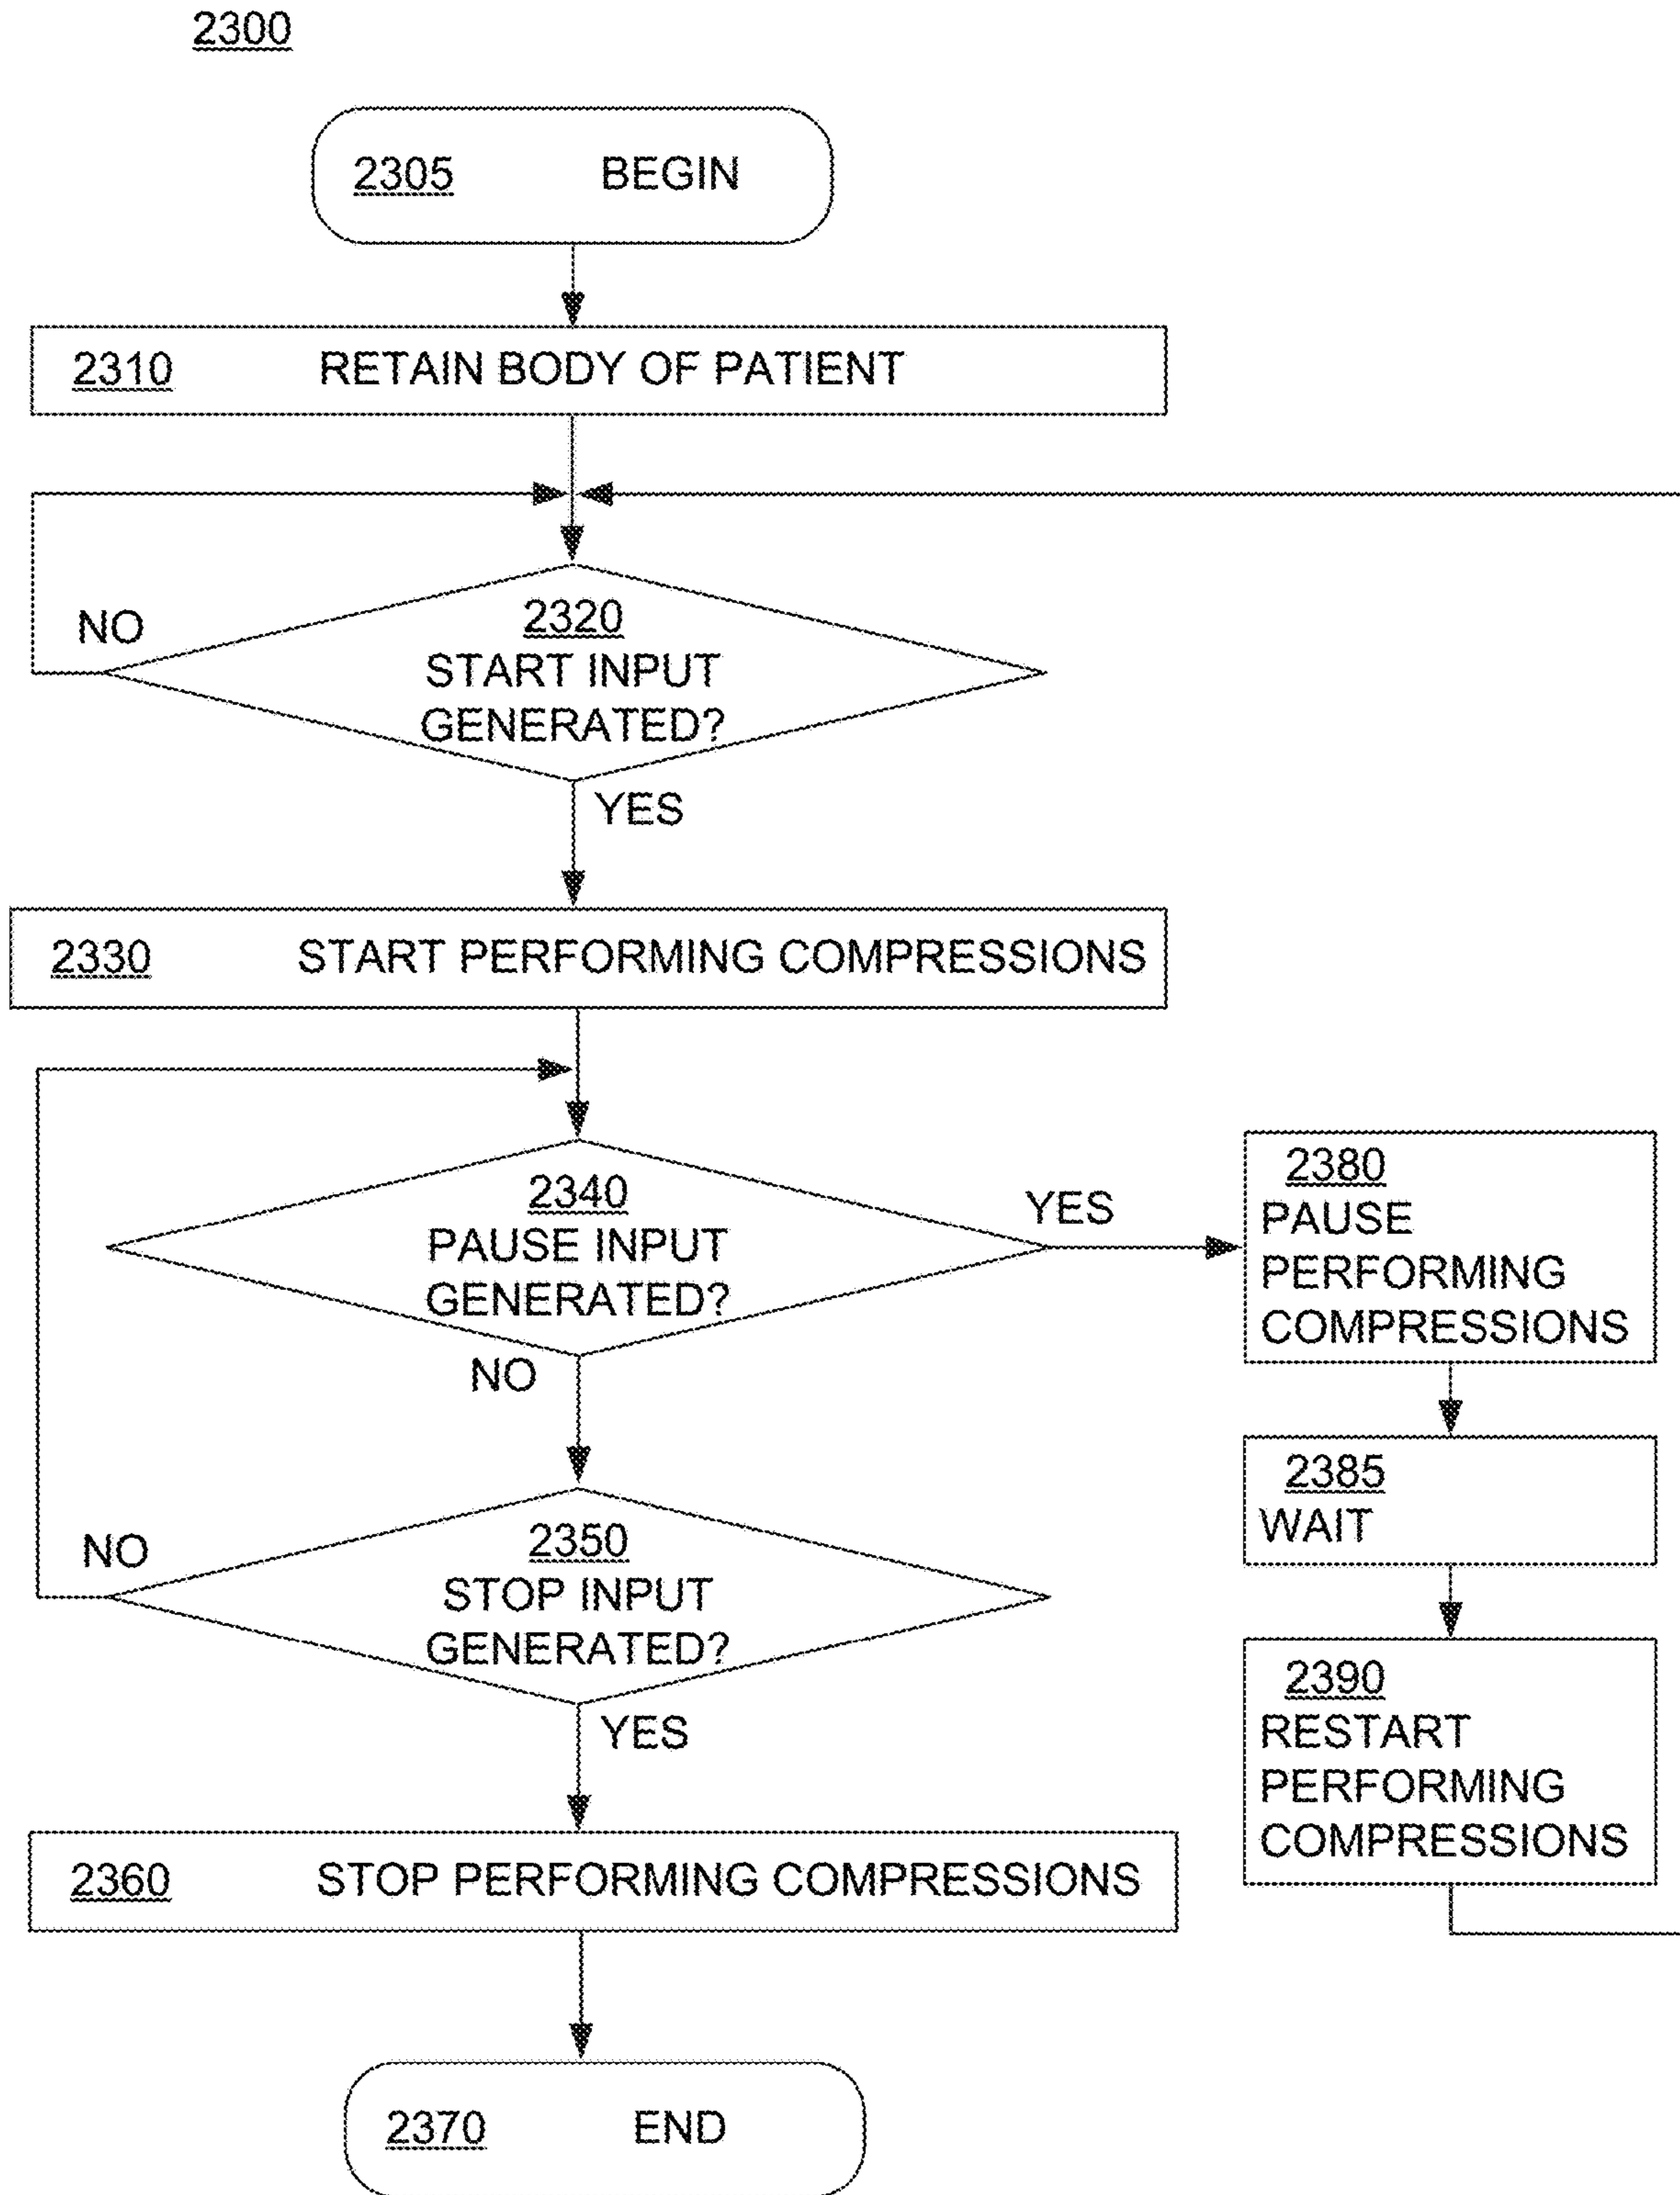 2300
2305 BEGIN
2310 RETAIN BODY OF PATIENT
NO
2320
START INPUT
GENERATED?
YES
2330 START PERFORMING COMPRESSIONS
2340
PAUSE INPUT
GENERATED?
YES
NO
2380
PAUSE
PERFORMING
COMPRESSIONS
2385
WAIT
2390
RESTART
PERFORMING
COMPRESSIONS
NO
2350
STOP INPUT
GENERATED?
YES
2360 STOP PERFORMING COMPRESSIONS
2370 END